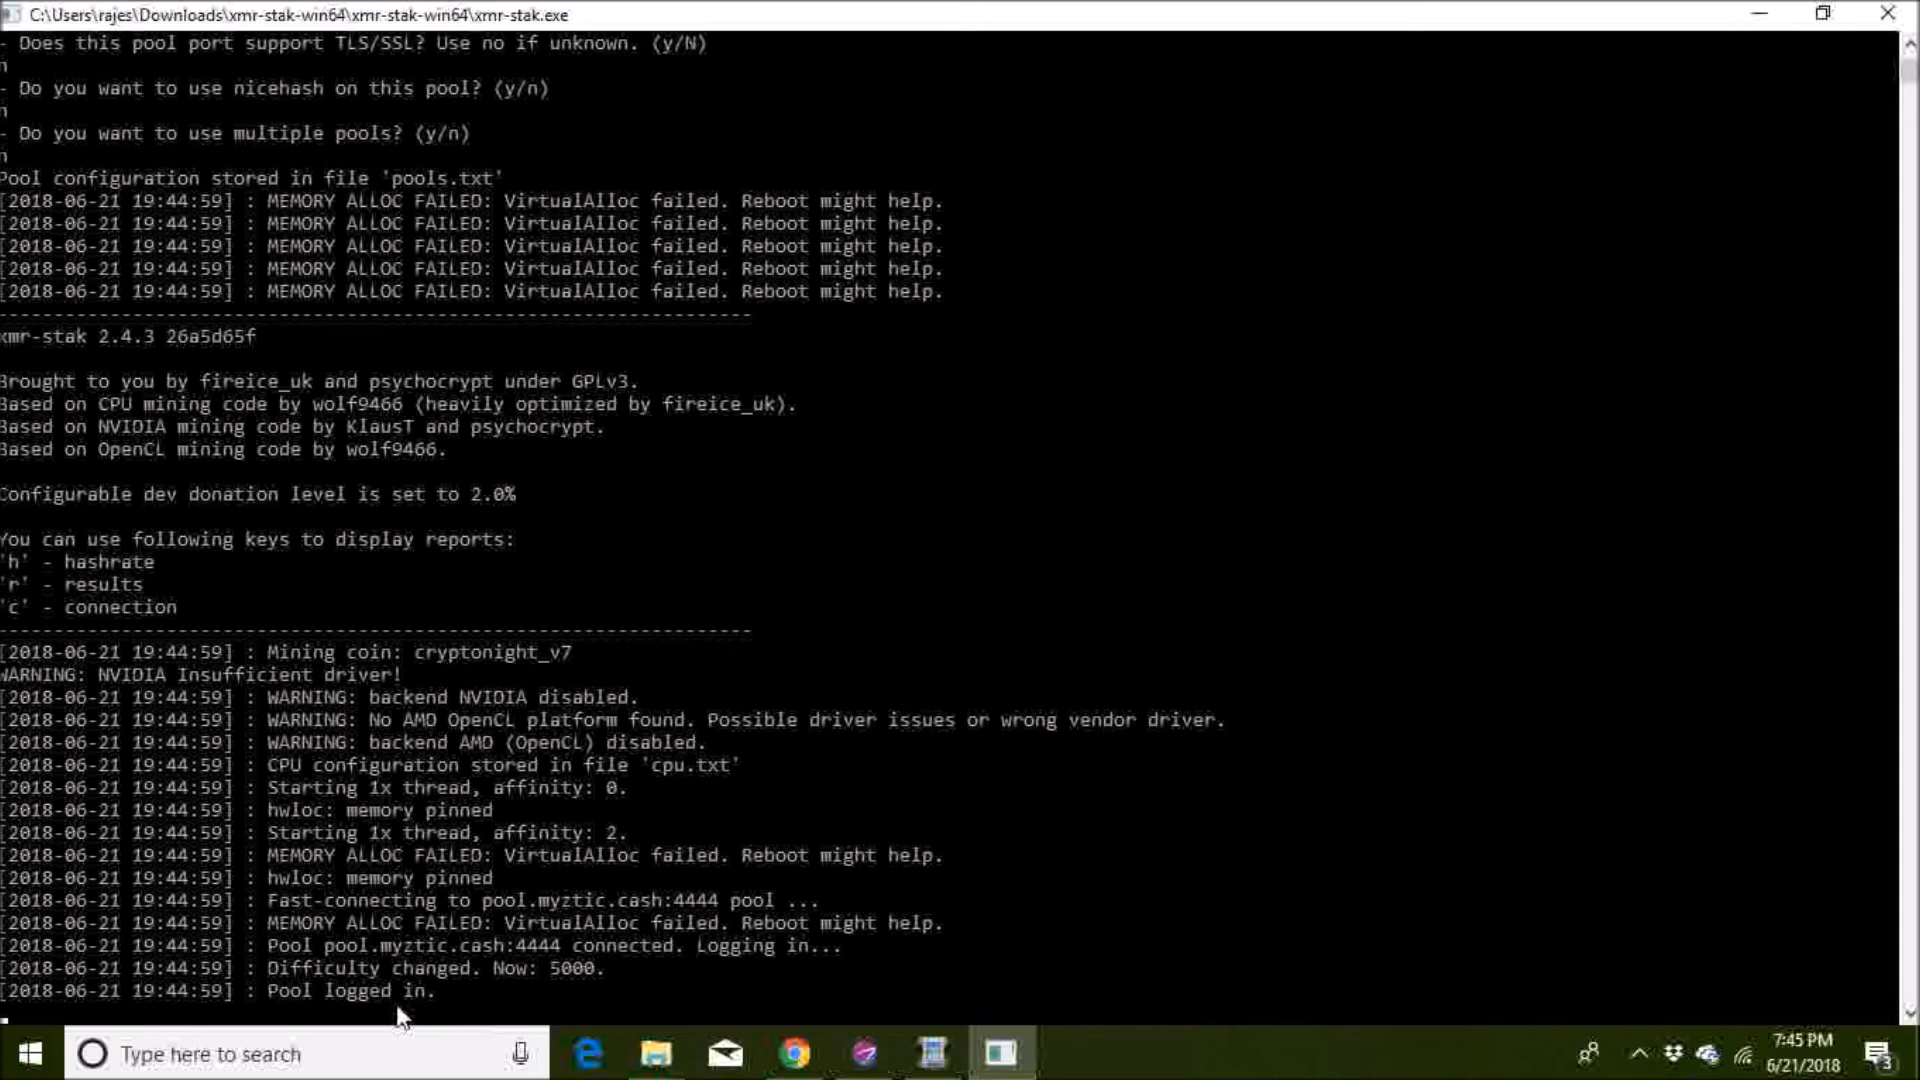 C:\Users\rajes\Downloads\xmr-stak-win64\xmr-stak-win64\xmr-stak.exe
- Does this pool port support TLS/SSL? Use no if unknown. (y/N)
n
- Do you want to use nicehash on this pool? (y/n)
n
- Do you want to use multiple pools? (y/n)
n
Pool configuration stored in file 'pools.txt'
[2018-06-21 19:44:59] : MEMORY ALLOC FAILED: VirtualAlloc failed. Reboot might help.
[2018-06-21 19:44:59] : MEMORY ALLOC FAILED: VirtualAlloc failed. Reboot might help.
[2018-06-21 19:44:59] : MEMORY ALLOC FAILED: VirtualAlloc failed. Reboot might help.
[2018-06-21 19:44:59] : MEMORY ALLOC FAILED: VirtualAlloc failed. Reboot might help.
[2018-06-21 19:44:59] : MEMORY ALLOC FAILED: VirtualAlloc failed. Reboot might help.
-------------------------------------------------------------------
xmr-stak 2.4.3 26a5d65f
Brought to you by fireice_uk and psychocrypt under GPLv3.
Based on CPU mining code by wolf9466 (heavily optimized by fireice_uk).
Based on NVIDIA mining code by KlausT and psychocrypt.
Based on OpenCL mining code by wolf9466.
Configurable dev donation level is set to 2.0%
You can use following keys to display reports:
'h' - hashrate
'r' - results
'c' - connection
-------------------------------------------------------------------
[2018-06-21 19:44:59] : Mining coin: cryptonight_v7
WARNING: NVIDIA Insufficient driver!
[2018-06-21 19:44:59] : WARNING: backend NVIDIA disabled.
[2018-06-21 19:44:59] : WARNING: No AMD OpenCL platform found. Possible driver issues or wrong vendor driver.
[2018-06-21 19:44:59] : WARNING: backend AMD (OpenCL) disabled.
[2018-06-21 19:44:59] : CPU configuration stored in file 'cpu.txt'
[2018-06-21 19:44:59] : Starting 1x thread, affinity: 0.
[2018-06-21 19:44:59] : hwloc: memory pinned
[2018-06-21 19:44:59] : Starting 1x thread, affinity: 2.
[2018-06-21 19:44:59] : MEMORY ALLOC FAILED: VirtualAlloc failed. Reboot might help.
[2018-06-21 19:44:59] : hwloc: memory pinned
[2018-06-21 19:44:59] : Fast-connecting to pool.myztic.cash:4444 pool ...
[2018-06-21 19:44:59] : MEMORY ALLOC FAILED: VirtualAlloc failed. Reboot might help.
[2018-06-21 19:44:59] : Pool pool.myztic.cash:4444 connected. Logging in...
[2018-06-21 19:44:59] : Difficulty changed. Now: 5000.
[2018-06-21 19:44:59] : Pool logged in.
Type here to search
7:45 PM
6/21/2018
3